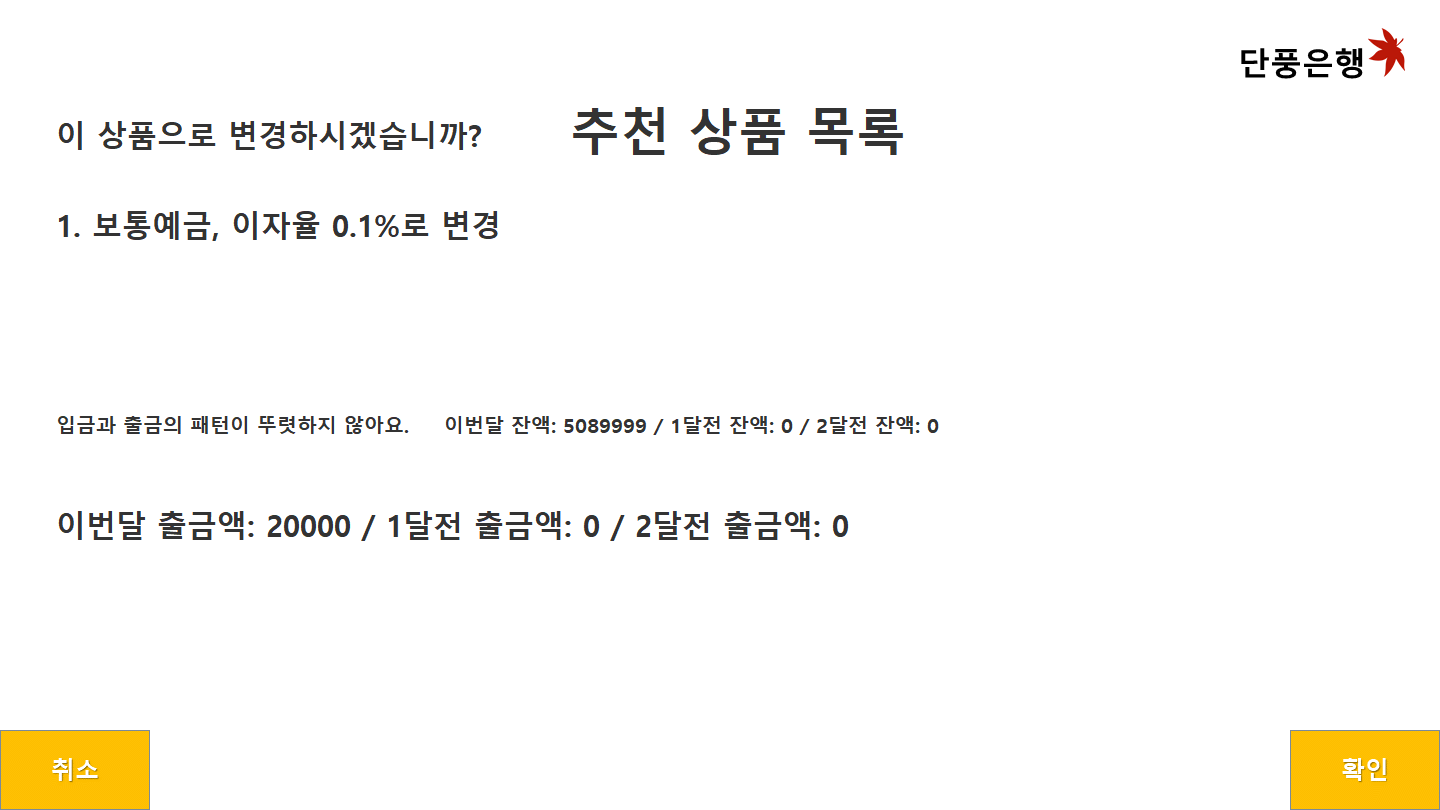 단풍은행
추천 상품 목록
이 상품으로 변경하시겠습니까?
1. 보통예금, 이자율 0.1%로 변경
입금과 출금의 패턴이 뚜렷하지 않아요. 이번달 잔액: 5089999 / 1달전 잔액: 0 / 2달전 잔액: 0
이번달 출금액: 20000 / 1달전 출금액: 0 / 2달전 출금액: 0
취소
확인